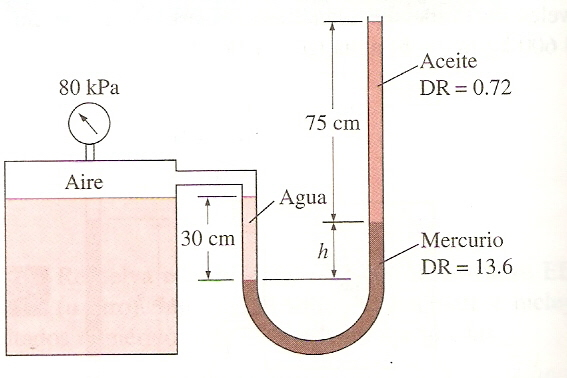 80 kPa
Aire
30 cm
Agua
75 cm
h
Aceite
DR = 0.72
Mercurio
DR = 13.6